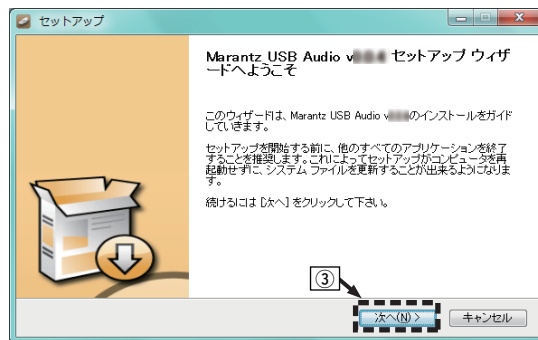 セットアップ
Marantz USB Audio v セットアップ ウィザ
ードへようこそ
このウィザードは、Marantz USB Audio v のインストールをガイド
していきます。
セットアップを開始する前に、他のすべてのアプリケーションを終了
することを推奨します。これによってセットアップがコンピュータを再
起動せずに、システム ファイルを更新することが出来るようになりま
す。
続けるには [次へ] をクリックして下さい。
③
次へ(N) >
キャンセル